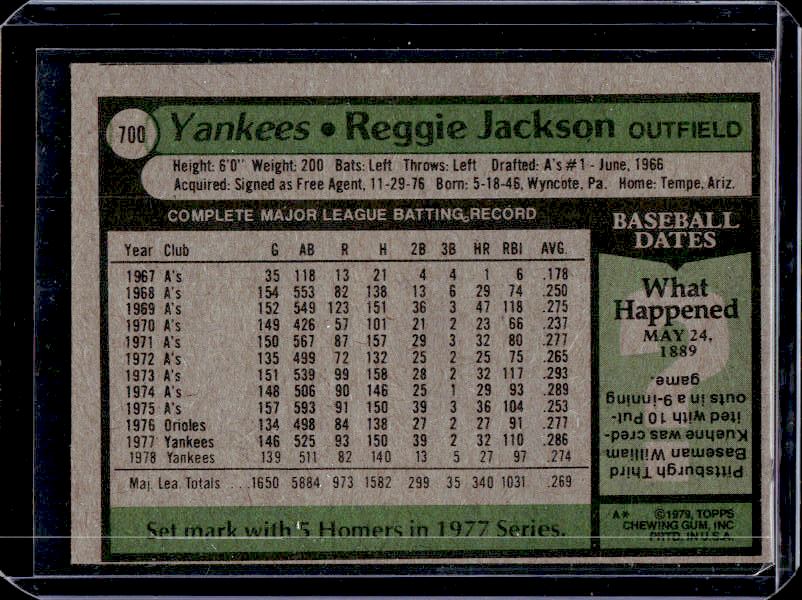 700 Yankees • Reggie Jackson OUTFIELD
Height: 6'0" Weight: 200 Bats: Left Throws: Left Drafted: A's #1 - June, 1966
Acquired: Signed as Free Agent, 11-29-76 Born: 5-18-46, Wyncote, Pa. Home: Tempe, Ariz.
COMPLETE MAJOR LEAGUE BATTING RECORD
Year Club G AB R H 2B 3B HR RBI AVG.
1967 A's 35 118 13 21 4 4 1 6 .178
1968 A's 154 553 82 138 13 6 29 74 .250
1969 A's 152 549 123 151 36 3 47 118 .275
1970 A's 149 426 57 101 21 2 23 66 .237
1971 A's 150 567 87 157 29 3 32 80 .277
1972 A's 135 499 72 132 25 2 25 75 .265
1973 A's 151 539 99 158 28 2 32 117 .293
1974 A's 148 506 90 146 25 1 29 93 .289
1975 A's 157 593 91 150 39 3 36 104 .253
1976 Orioles 134 498 84 138 27 2 27 91 .277
1977 Yankees 146 525 93 150 39 2 32 110 .286
1978 Yankees 139 511 82 140 13 5 27 97 .274
Maj. Lea. Totals ...1650 5884 973 1582 299 35 340 1031 .269
Set mark with 5 Homers in 1977 Series.
BASEBALL
DATES
What
Happened
MAY 24,
1889
Pittsburgh Third
Baseman William
Kuehne was cred-
ited with 10 Put-
outs in a 9-inning
game.
A* ©1979, TOPPS
CHEWING GUM, INC
PRTD. IN U.S.A.